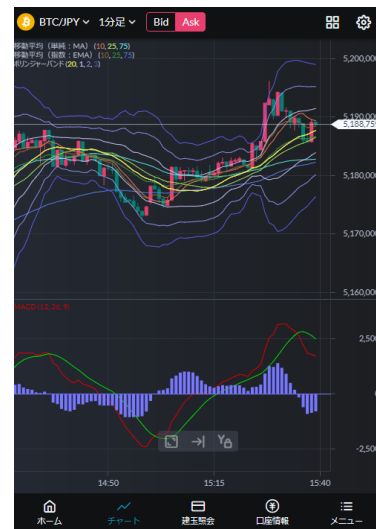 BTC/JPY 1分足 Bid Ask
移動平均（単純：MA）(10,25,75)
移動平均（指数：EMA）(10,25,75)
ボリンジャーバンド(20, 1, 2, 3)
5,200,000
5,190,000
5,188,759
5,180,000
5,170,000
5,160,000
MACD (12, 26, 9)
2,500
0
-2,500
14:50 15:15 15:40
ホーム チャート 建玉照会 口座情報 メニュー